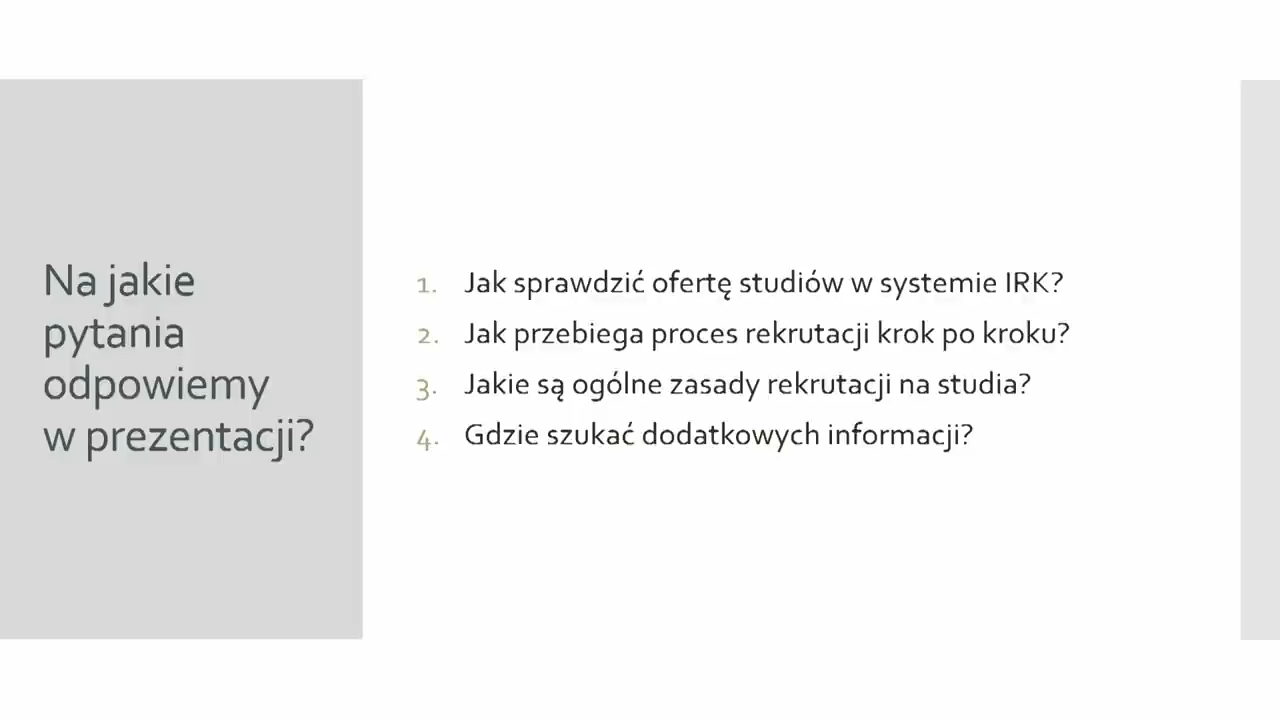 Na jakie
pytania
odpowiemy
w prezentacji?
1. Jak sprawdzić ofertę studiów w systemie IRK?
2. Jak przebiega proces rekrutacji krok po kroku?
3. Jakie są ogólne zasady rekrutacji na studia?
4. Gdzie szukać dodatkowych informacji?